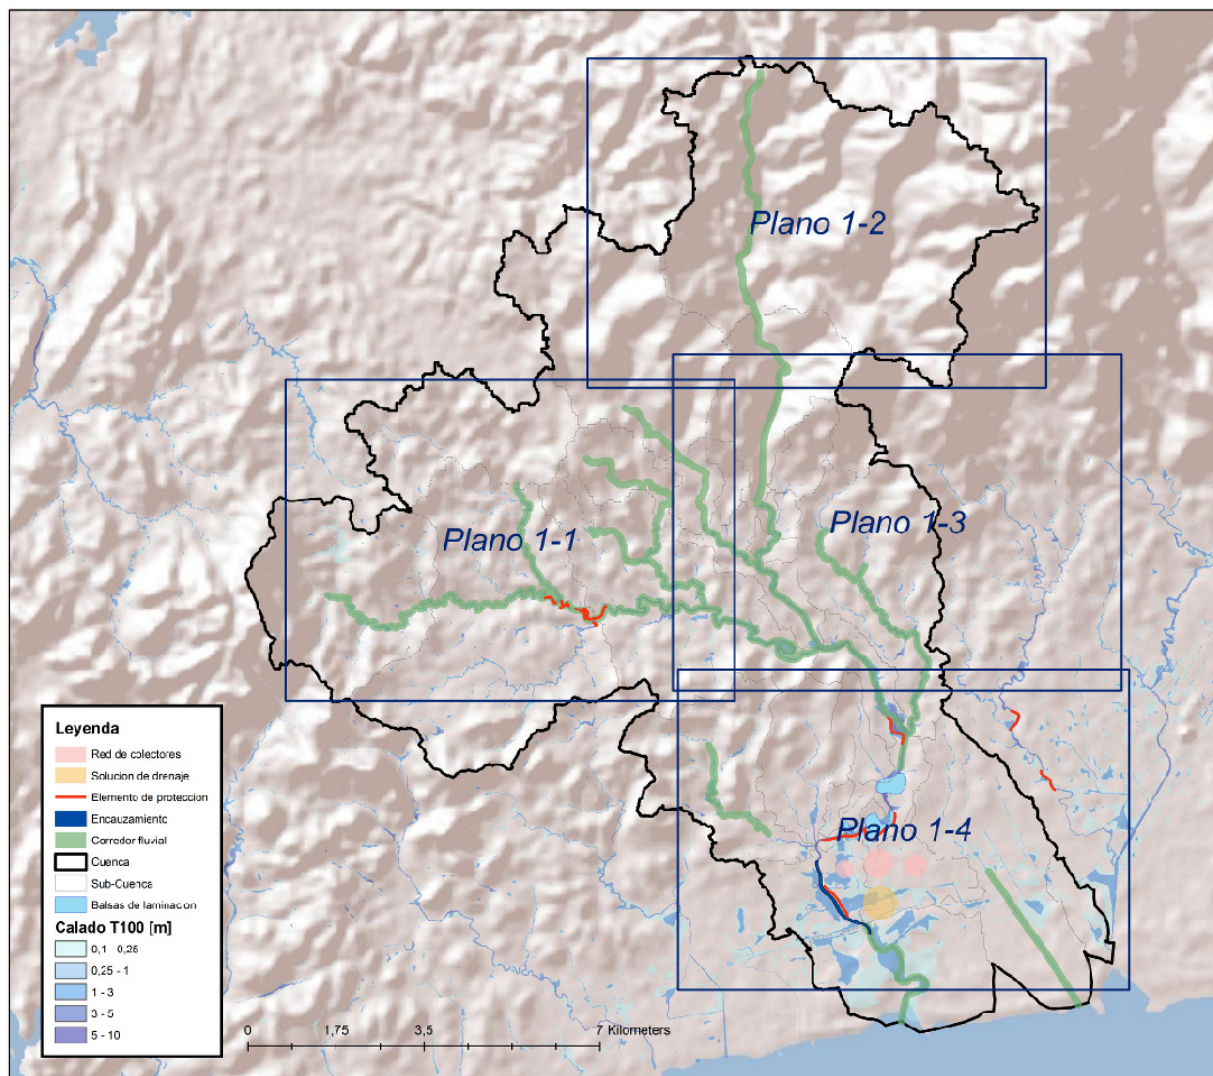 Plano 1-2
Plano 1-3
Plano 1-1
Plano 1-4
Leyenda
Red de colectores
Solucion de drenaje
Elemento de proteccion
Encauzamiento
Corredor fluvial
Cuenca
Sub-Cuenca
Balsas de laminacion
Calado T100 [m]
0,1 - 0,25
0,25 - 1
1 - 3
3 - 5
5 - 10
0 1,75 3,5 7 Kilometers